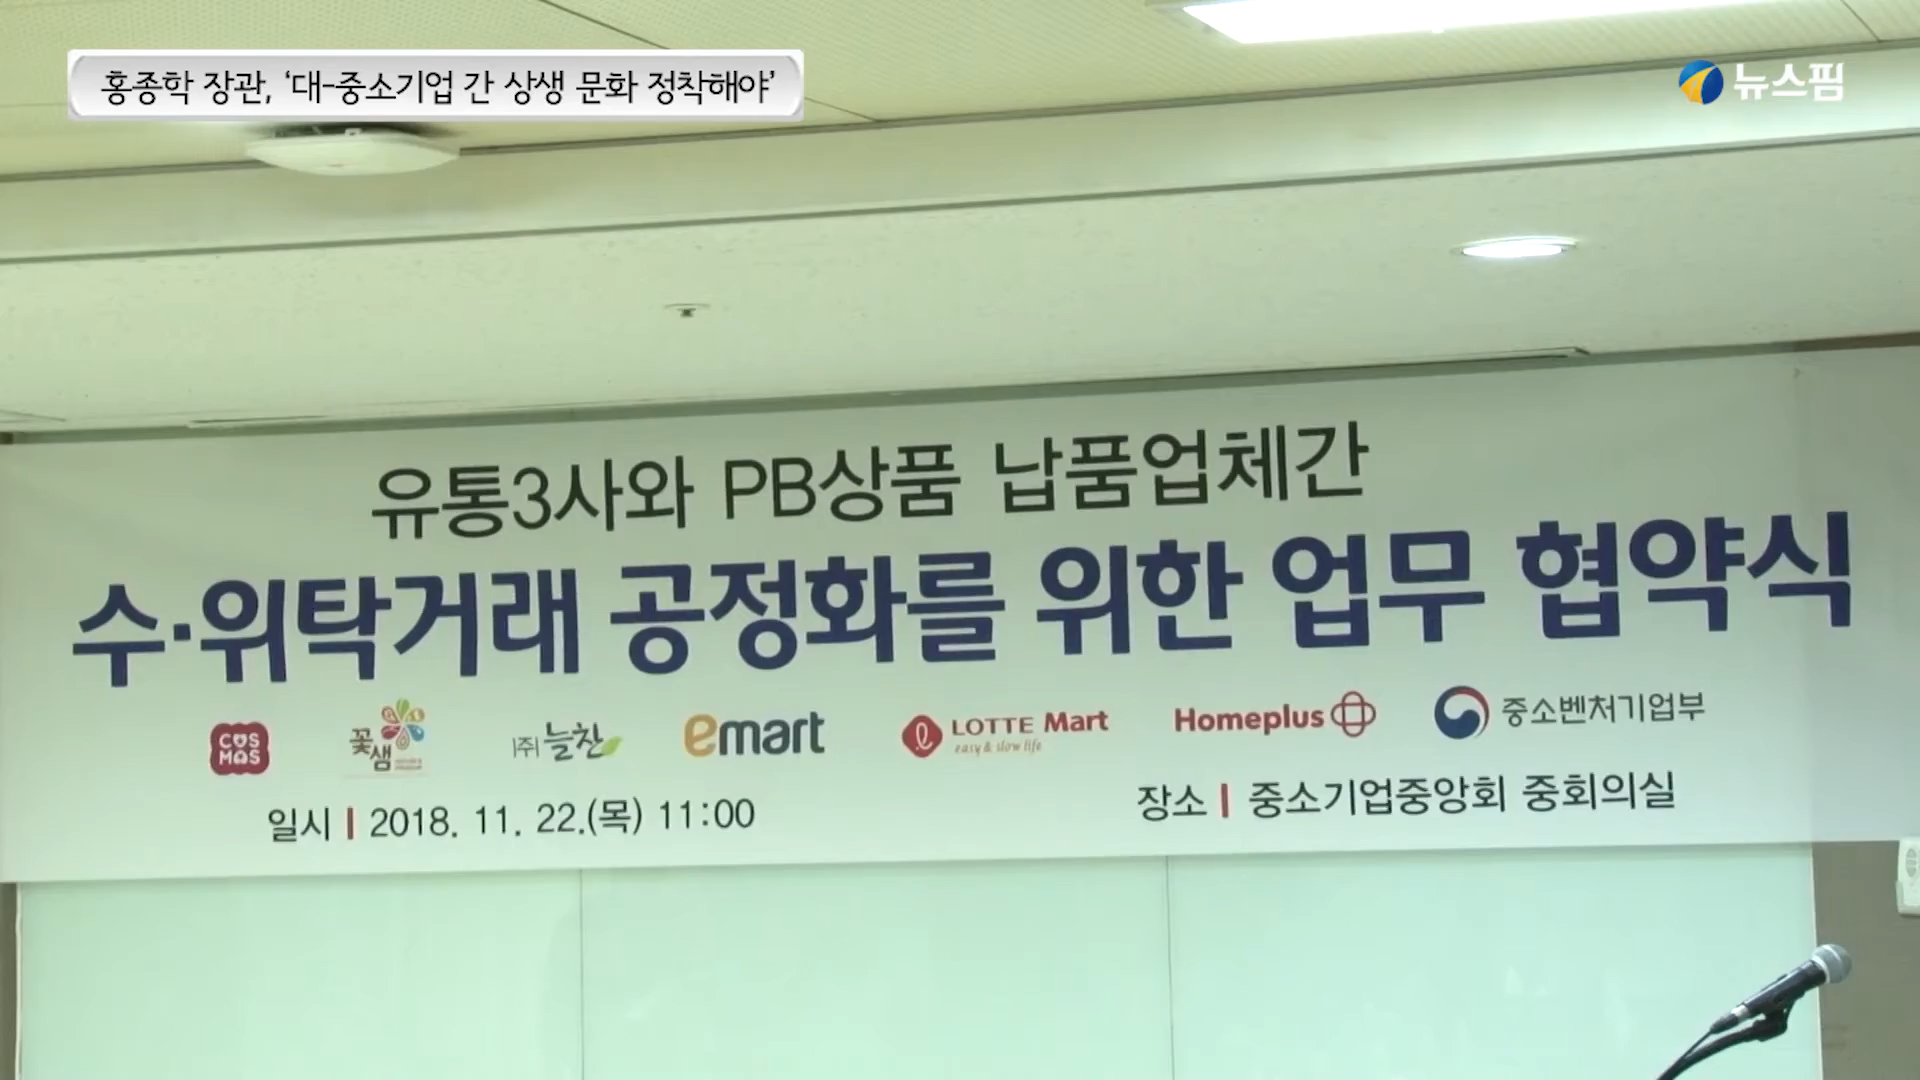 홍종학 장관, ‘대-중소기업 간 상생 문화 정착해야’
뉴스핌
유통3사와 PB상품 납품업체간
수·위탁거래 공정화를 위한 업무 협약식
COSMOS
꽃샘
(주)늘찬
emart
LOTTE Mart
easy & slow life
Homeplus
중소벤처기업부
일시 | 2018. 11. 22.(목) 11:00
장소 | 중소기업중앙회 중회의실